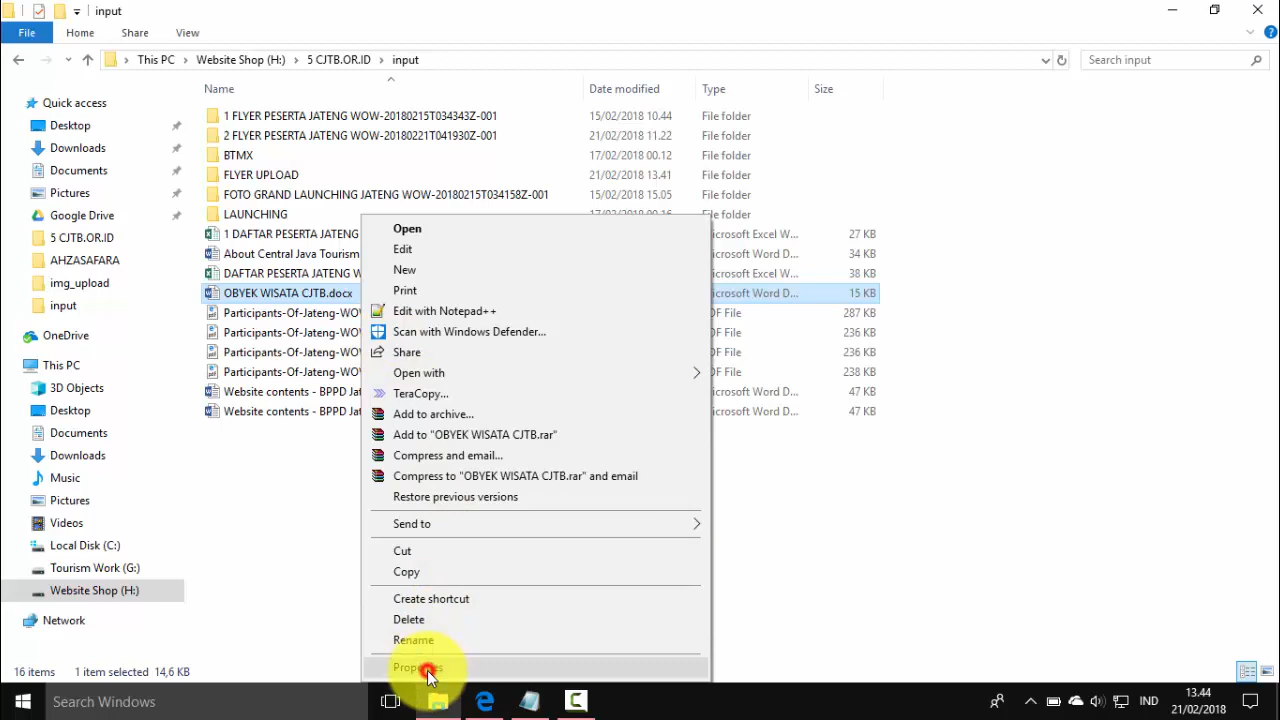 input
File Home Share View
This PC Website Shop (H:) 5 CJTB.OR.ID input Search input
Name Date modified Type Size
Quick access
Desktop
Downloads
Documents
Pictures
Google Drive
5 CJTB.OR.ID
AHZASAFARA
img_upload
input
OneDrive
This PC
3D Objects
Desktop
Documents
Downloads
Music
Pictures
Videos
Local Disk (C:)
Tourism Work (G:)
Website Shop (H:)
Network
1 FLYER PESERTA JATENG WOW-20180215T034343Z-001 15/02/2018 10.44 File folder
2 FLYER PESERTA JATENG WOW-20180221T041930Z-001 21/02/2018 11.22 File folder
BTMX 17/02/2018 00.12 File folder
FLYER UPLOAD 21/02/2018 13.41 File folder
FOTO GRAND LAUNCHING JATENG WOW-20180215T034158Z-001 15/02/2018 15.05 File folder
LAUNCHING File folder
1 DAFTAR PESERTA JATENG icrosoft Excel W... 27 KB
About Central Java Tourism icrosoft Word D... 34 KB
DAFTAR PESERTA JATENG W icrosoft Excel W... 38 KB
OBYEK WISATA CJTB.docx icrosoft Word D... 15 KB
Participants-Of-Jateng-WO DF File 287 KB
Participants-Of-Jateng-WO DF File 236 KB
Participants-Of-Jateng-WO DF File 236 KB
Participants-Of-Jateng-WO DF File 238 KB
Website contents - BPPD Jat icrosoft Word D... 47 KB
Website contents - BPPD Jat icrosoft Word D... 47 KB
Open
Edit
New
Print
Edit with Notepad++
Scan with Windows Defender...
Share
Open with
TeraCopy...
Add to archive...
Add to "OBYEK WISATA CJTB.rar"
Compress and email...
Compress to "OBYEK WISATA CJTB.rar" and email
Restore previous versions
Send to
Cut
Copy
Create shortcut
Delete
Rename
Properties
16 items 1 item selected 14,6 KB
Search Windows
IND
13.44
21/02/2018